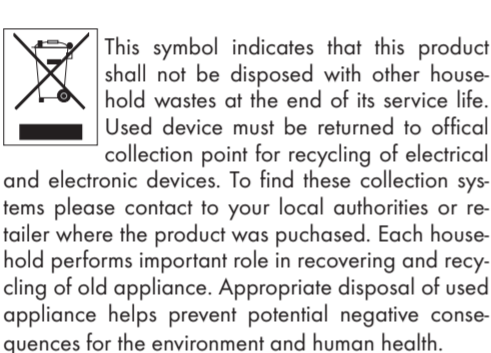 This symbol indicates that this product
shall not be disposed with other house-
hold wastes at the end of its service life.
Used device must be returned to offical
collection point for recycling of electrical
and electronic devices. To find these collection sys-
tems please contact to your local authorities or re-
tailer where the product was puchased. Each house-
hold performs important role in recovering and recy-
cling of old appliance. Appropriate disposal of used
appliance helps prevent potential negative conse-
quences for the environment and human health.